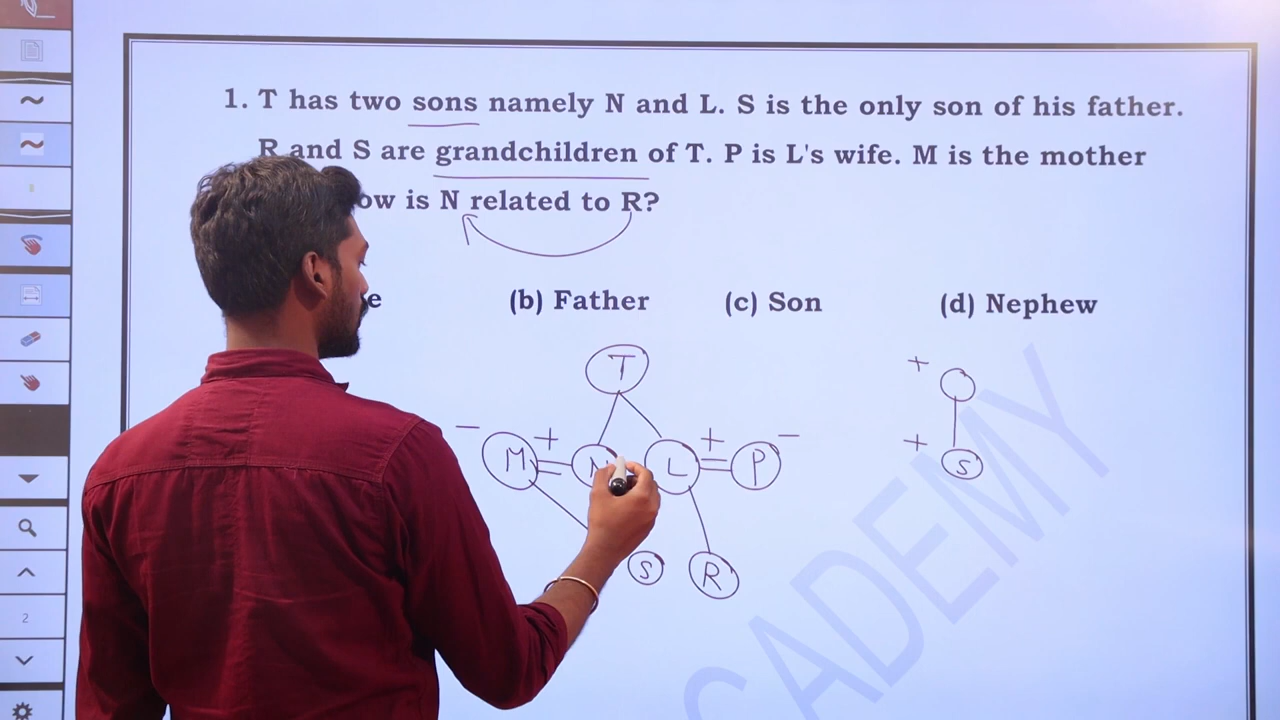 1. T has two sons namely N and L. S is the only son of his father.
R and S are grandchildren of T. P is L's wife. M is the mother
is N related to R?
(b) Father (c) Son (d) Nephew
T
+
- M + N L + P - + S
S R
CADEMY
2